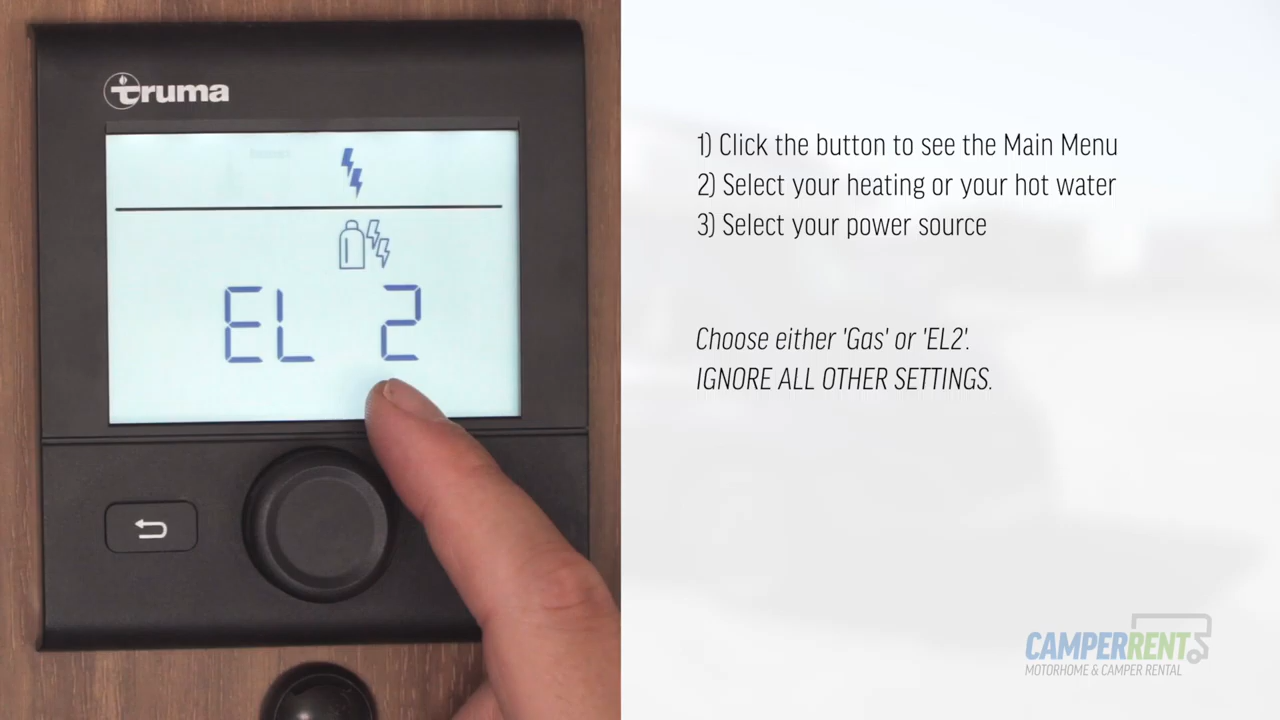 truma
EL 2
1) Click the button to see the Main Menu
2) Select your heating or your hot water
3) Select your power source
Choose either 'Gas' or 'EL2'.
IGNORE ALL OTHER SETTINGS.
CAMPERRENT
MOTORHOME & CAMPER RENTAL